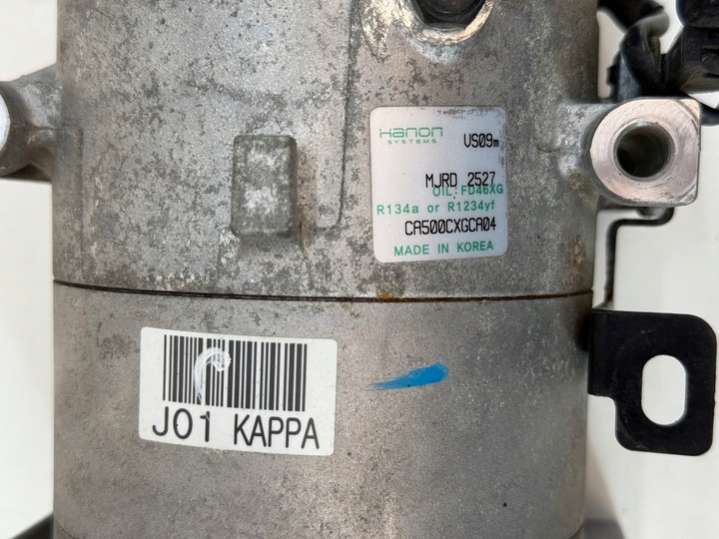 Hanon
SYSTEMS
VS09m
MJRD 2527
OIL: FD46XG
R134a or R1234yf
CA500CXGCA04
MADE IN KOREA
J01 KAPPA